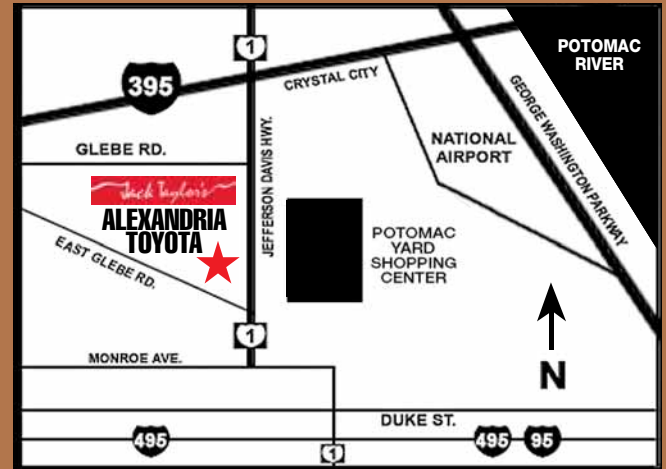 1
POTOMAC
RIVER
395
CRYSTAL CITY
GEORGE WASHINGTON PARKWAY
GLEBE RD.
JEFFERSON DAVIS HWY.
NATIONAL
AIRPORT
Jack Taylor's
ALEXANDRIA
TOYOTA
EAST GLEBE RD.
POTOMAC
YARD
SHOPPING
CENTER
1
MONROE AVE.
N
DUKE ST.
495
1
495
95